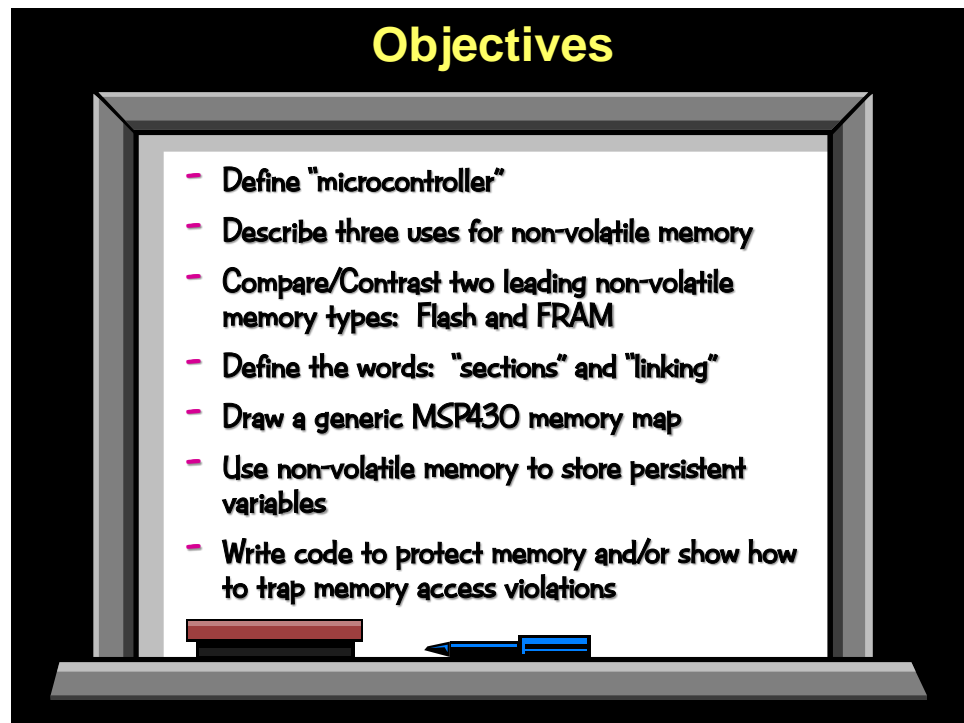 Objectives
- Define “microcontroller”
- Describe three uses for non-volatile memory
- Compare/Contrast two leading non-volatile
memory types: Flash and FRAM
- Define the words: “sections” and “linking”
- Draw a generic MSP430 memory map
- Use non-volatile memory to store persistent
variables
- Write code to protect memory and/or show how
to trap memory access violations